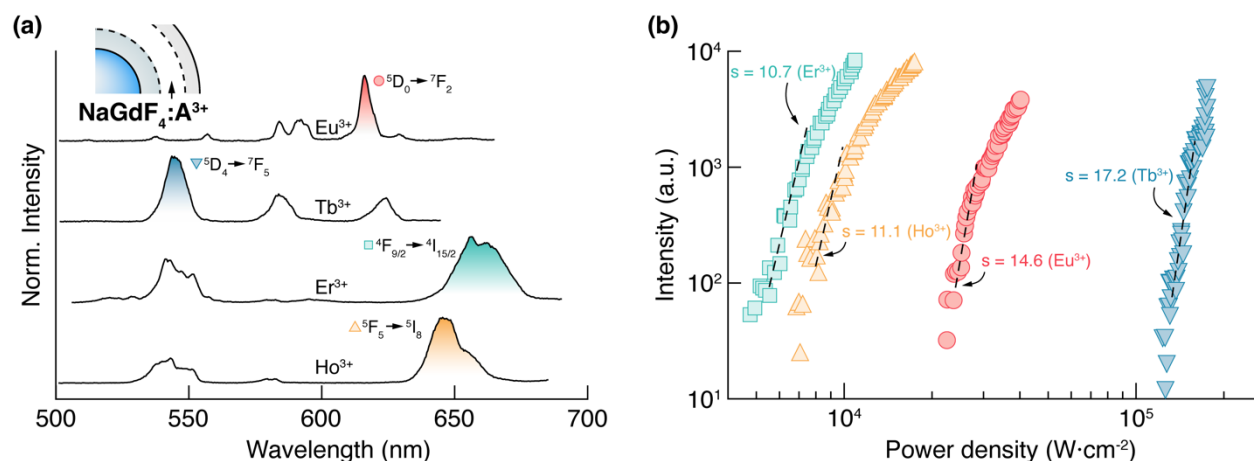 (a)
NaGdF₄:A³⁺
⁵D₀→⁷F₂
Eu³⁺
⁵D₄→⁷F₅
Tb³⁺
⁴F₉/₂→⁴I₁₅/₂
Er³⁺
⁵F₅→⁵I₈
Ho³⁺
Norm. Intensity
500 550 600 650 700
Wavelength (nm)
(b)
10⁴
10³
10²
10¹
Intensity (a.u.)
s = 10.7 (Er³⁺)
s = 11.1 (Ho³⁺)
s = 14.6 (Eu³⁺)
s = 17.2 (Tb³⁺)
10⁴ 10⁵
Power density (W·cm⁻²)